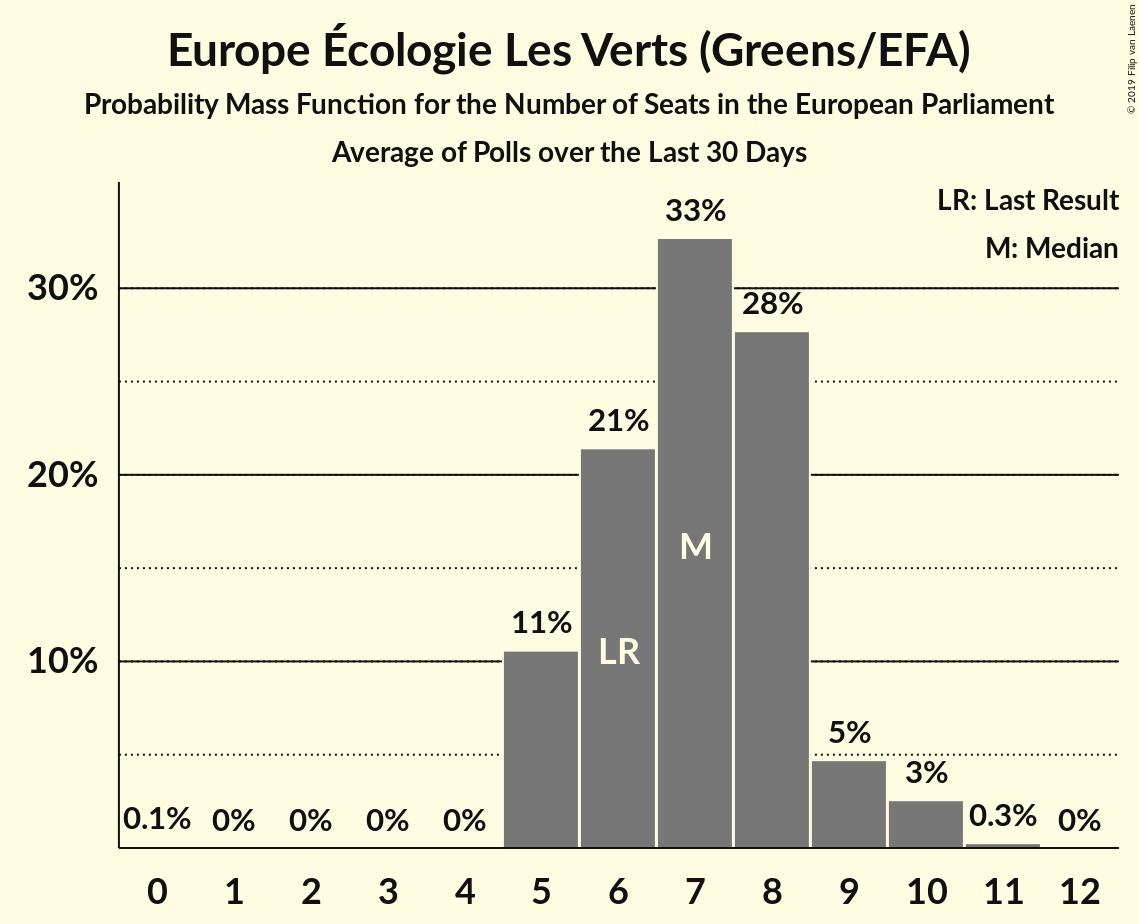 Europe Écologie Les Verts (Greens/EFA)
Probability Mass Function for the Number of Seats in the European Parliament
Average of Polls over the Last 30 Days
© 2019 Filip van Laenen
LR: Last Result
M: Median
33%
30%
28%
21%
20%
M
11%
LR
10%
5%
3%
0.1% 0% 0% 0% 0% 0.3% 0%
0 1 2 3 4 5 6 7 8 9 10 11 12